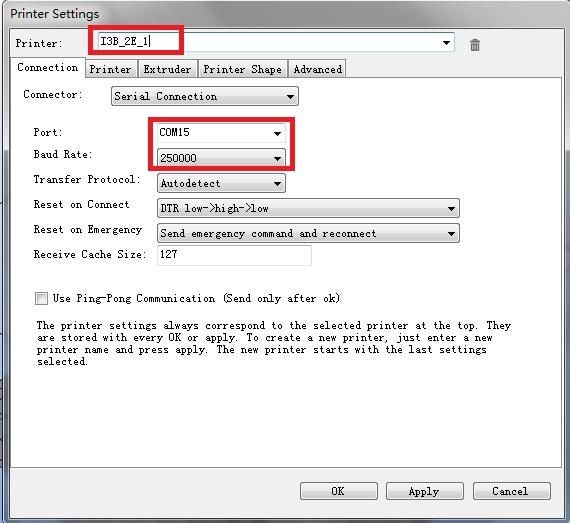 Printer Settings
Printer: I3B_2E_1
Connection Printer Extruder Printer Shape Advanced
Connector: Serial Connection
Port: COM15
Baud Rate: 250000
Transfer Protocol: Autodetect
Reset on Connect DTR low->high->low
Reset on Emergency Send emergency command and reconnect
Receive Cache Size: 127
Use Ping-Pong Communication (Send only after ok)
The printer settings always correspond to the selected printer at the top. They
are stored with every OK or apply. To create a new printer, just enter a new
printer name and press apply. The new printer starts with the last settings
selected.
OK Apply Cancel